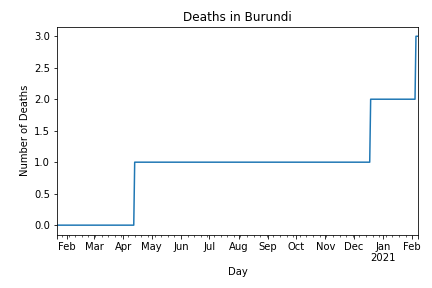 Deaths in Burundi
3.0
2.5
2.0
1.5
1.0
0.5
0.0
Number of Deaths
Feb Mar Apr May Jun Jul Aug Sep Oct Nov Dec Jan Feb
2021
Day